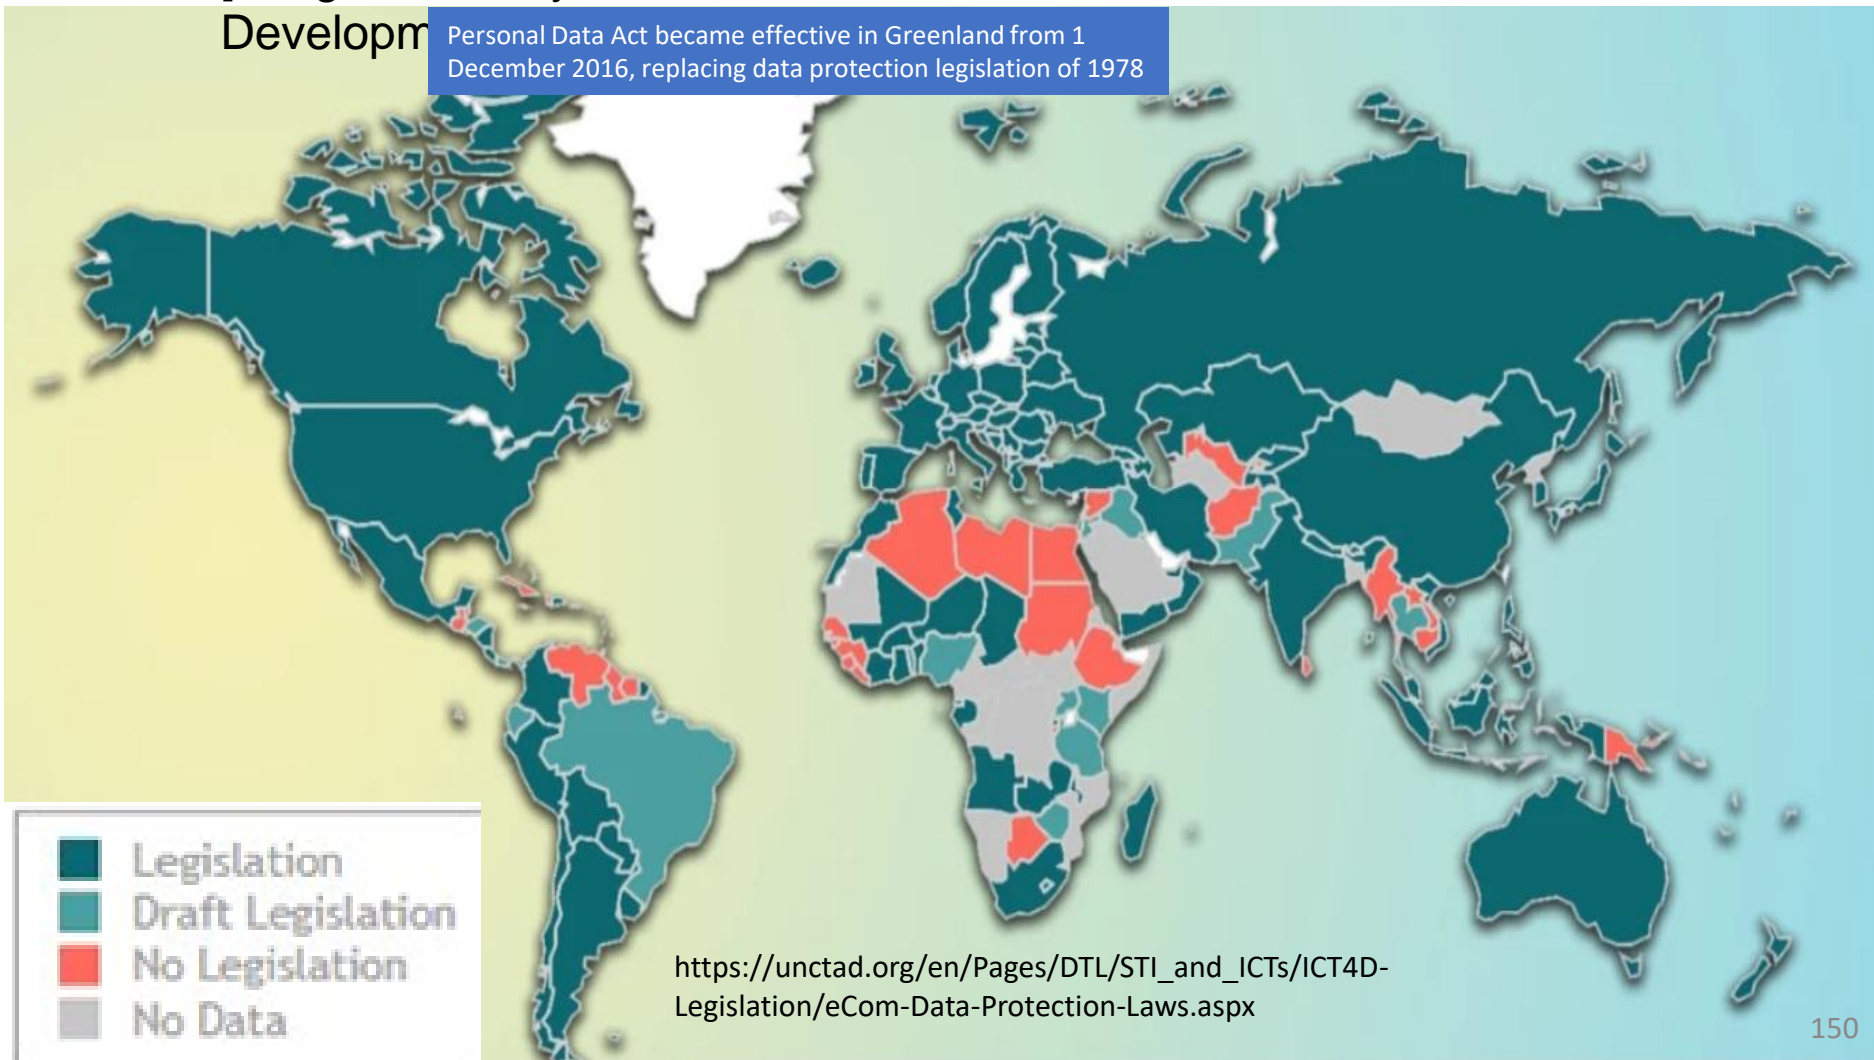 Developm
Personal Data Act became effective in Greenland from 1
December 2016, replacing data protection legislation of 1978
Legislation
Draft Legislation
No Legislation
No Data
https://unctad.org/en/Pages/DTL/STI_and_ICTs/ICT4D-
Legislation/eCom-Data-Protection-Laws.aspx
150